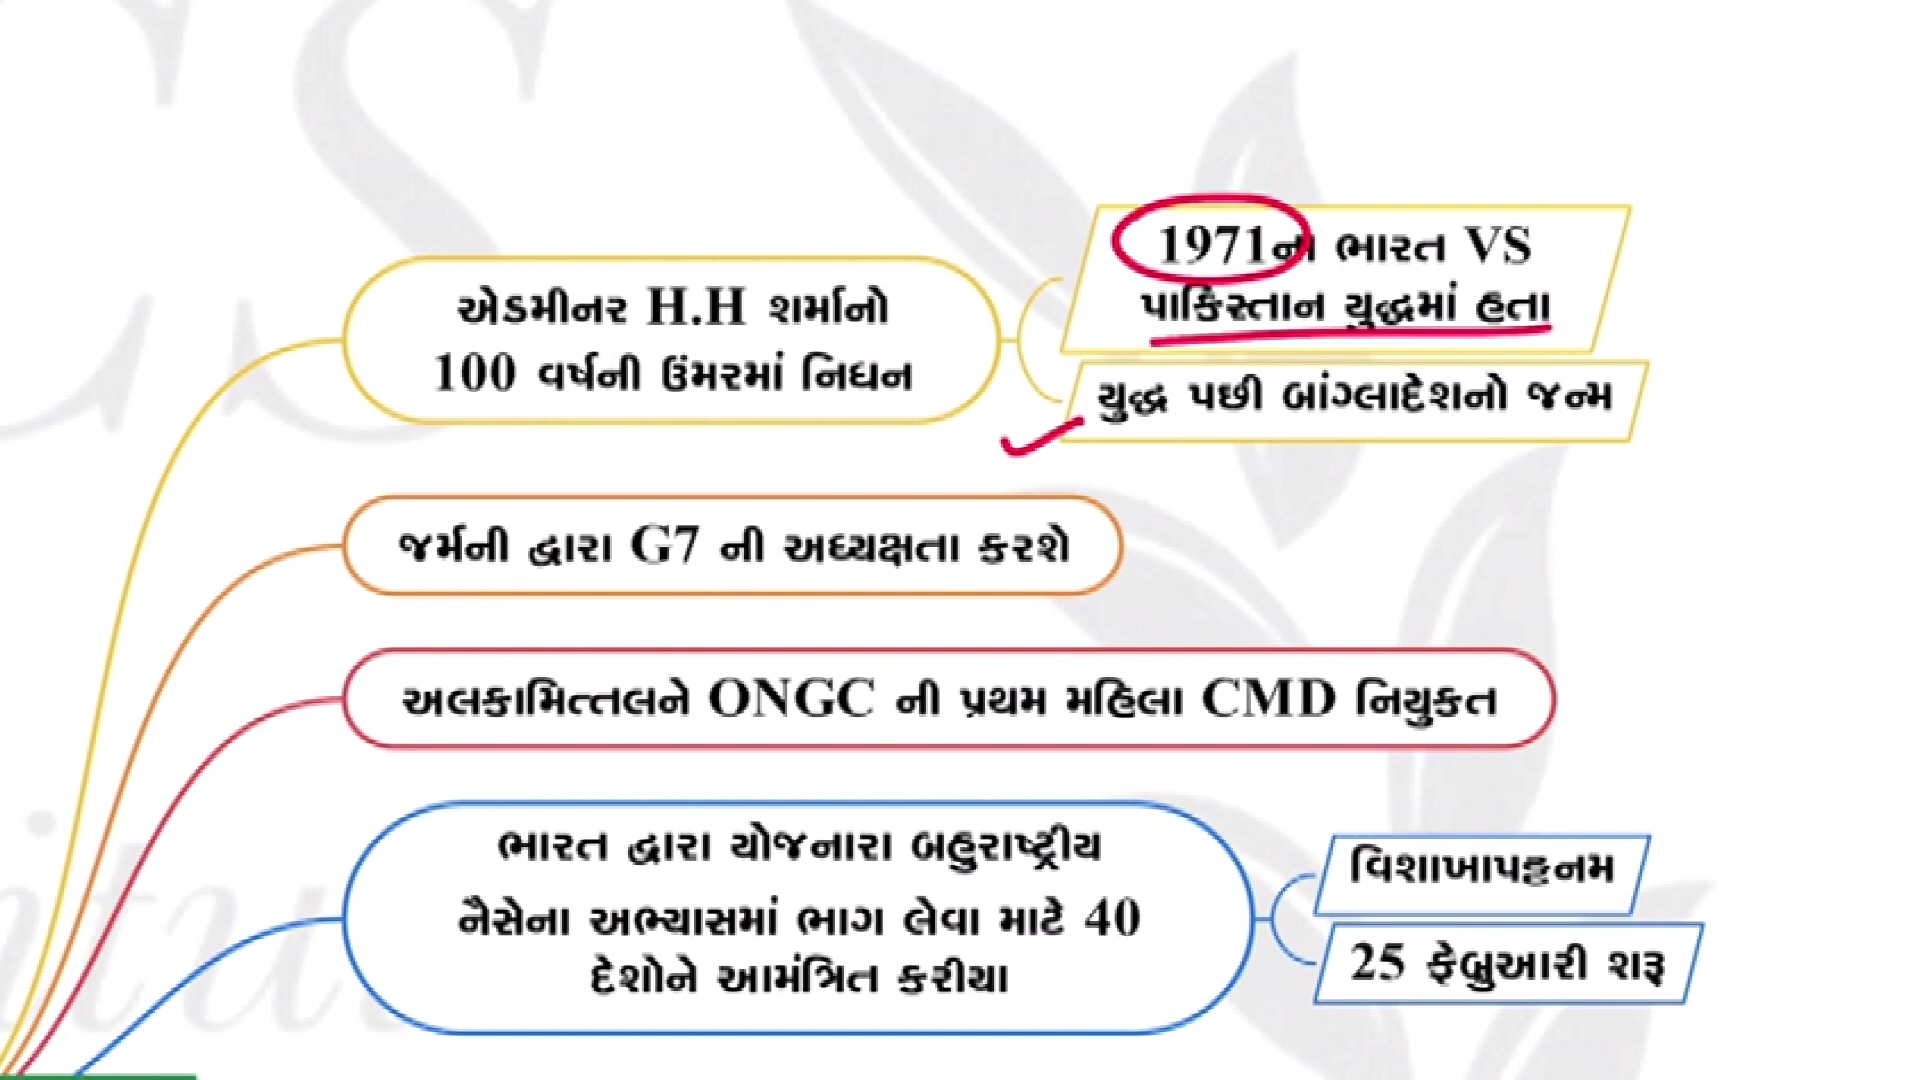 એડમીનર H.H શર્માનો
100 વર્ષની ઉંમરમાં નિધન
1971ના ભારત VS
પાકિસ્તાન યુદ્ધમાં હતા
યુદ્ધ પછી બાંગ્લાદેશનો જન્મ
જર્મની દ્વારા G7 ની અધ્યક્ષતા કરશે
અલકામિત્તલને ONGC ની પ્રથમ મહિલા CMD નિયુકત
ભારત દ્વારા યોજનારા બહુરાષ્ટ્રીય
નૈસેના અભ્યાસમાં ભાગ લેવા માટે 40
દેશોને આમંત્રિત કરીયા
વિશાખાપટ્ટનમ
25 ફેબ્રુઆરી શરૂ